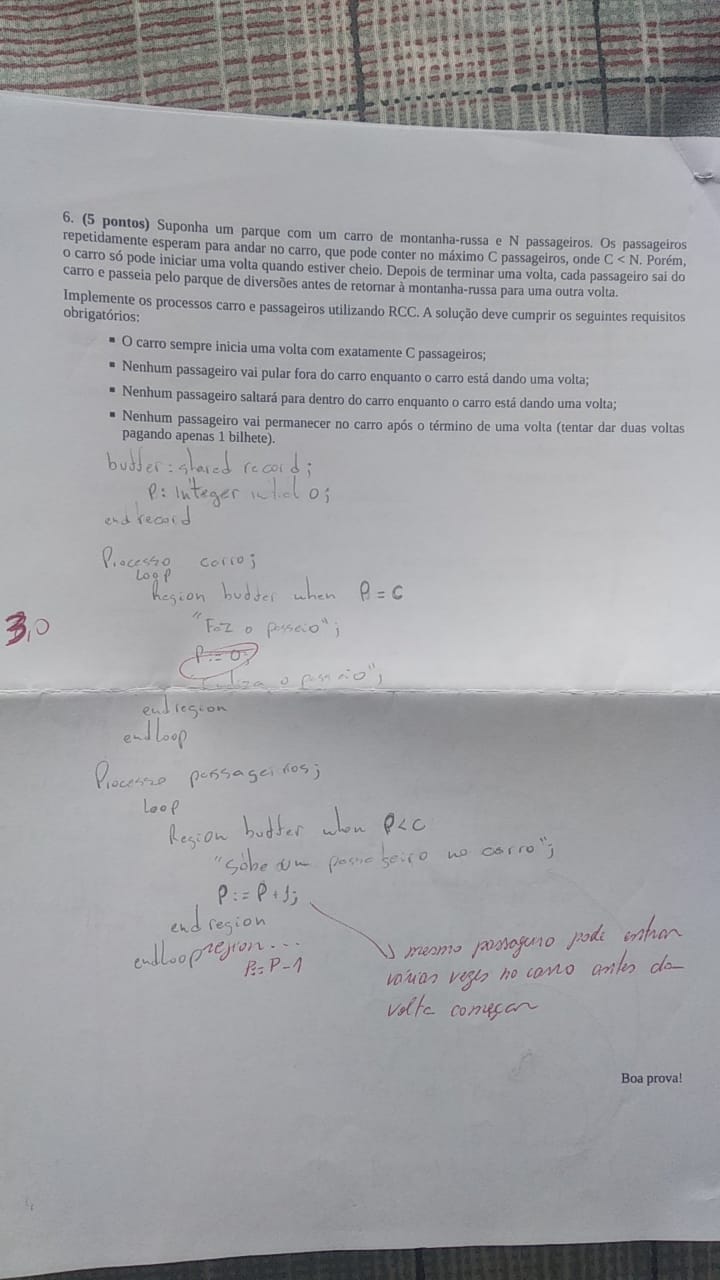 6. (5 pontos) Suponha um parque com um carro de montanha-russa e N passageiros. Os passageiros
repetidamente esperam para andar no carro, que pode conter no máximo C passageiros, onde C < N. Porém,
o carro só pode iniciar uma volta quando estiver cheio. Depois de terminar uma volta, cada passageiro sai do
carro e passeia pelo parque de diversões antes de retornar à montanha-russa para uma outra volta.
Implemente os processos carro e passageiros utilizando RCC. A solução deve cumprir os seguintes requisitos
obrigatórios:
▪ O carro sempre inicia uma volta com exatamente C passageiros;
▪ Nenhum passageiro vai pular fora do carro enquanto o carro está dando uma volta;
▪ Nenhum passageiro saltará para dentro do carro enquanto o carro está dando uma volta;
▪ Nenhum passageiro vai permanecer no carro após o término de uma volta (tentar dar duas voltas
pagando apenas 1 bilhete).
buffer: shared record;
P: Integer initial 0;
end record
Processo carro;
Loop
Region buffer when P = C
"Faz o passeio";
3,0
P := 0;
o passeio";
end region
end loop
Processo passageiros;
Loop
Region buffer when P < C
"Sobe um passageiro no carro";
P := P + 1;
end region
endloop region...
P := P - 1
↳ mesmo passageiro pode entrar
várias vezes no carro antes da
volta começar
Boa prova!